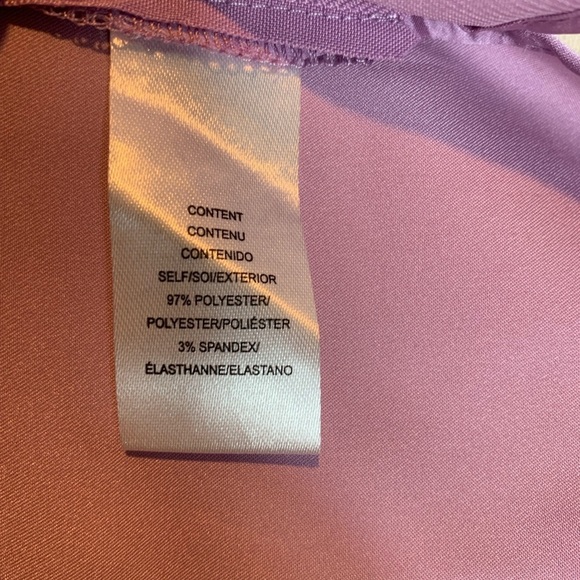 CONTENT
CONTENU
CONTENIDO
SELF/SOI/EXTERIOR
97% POLYESTER/
POLYESTER/POLIÉSTER
3% SPANDEX/
ÉLASTHANNE/ELASTANO